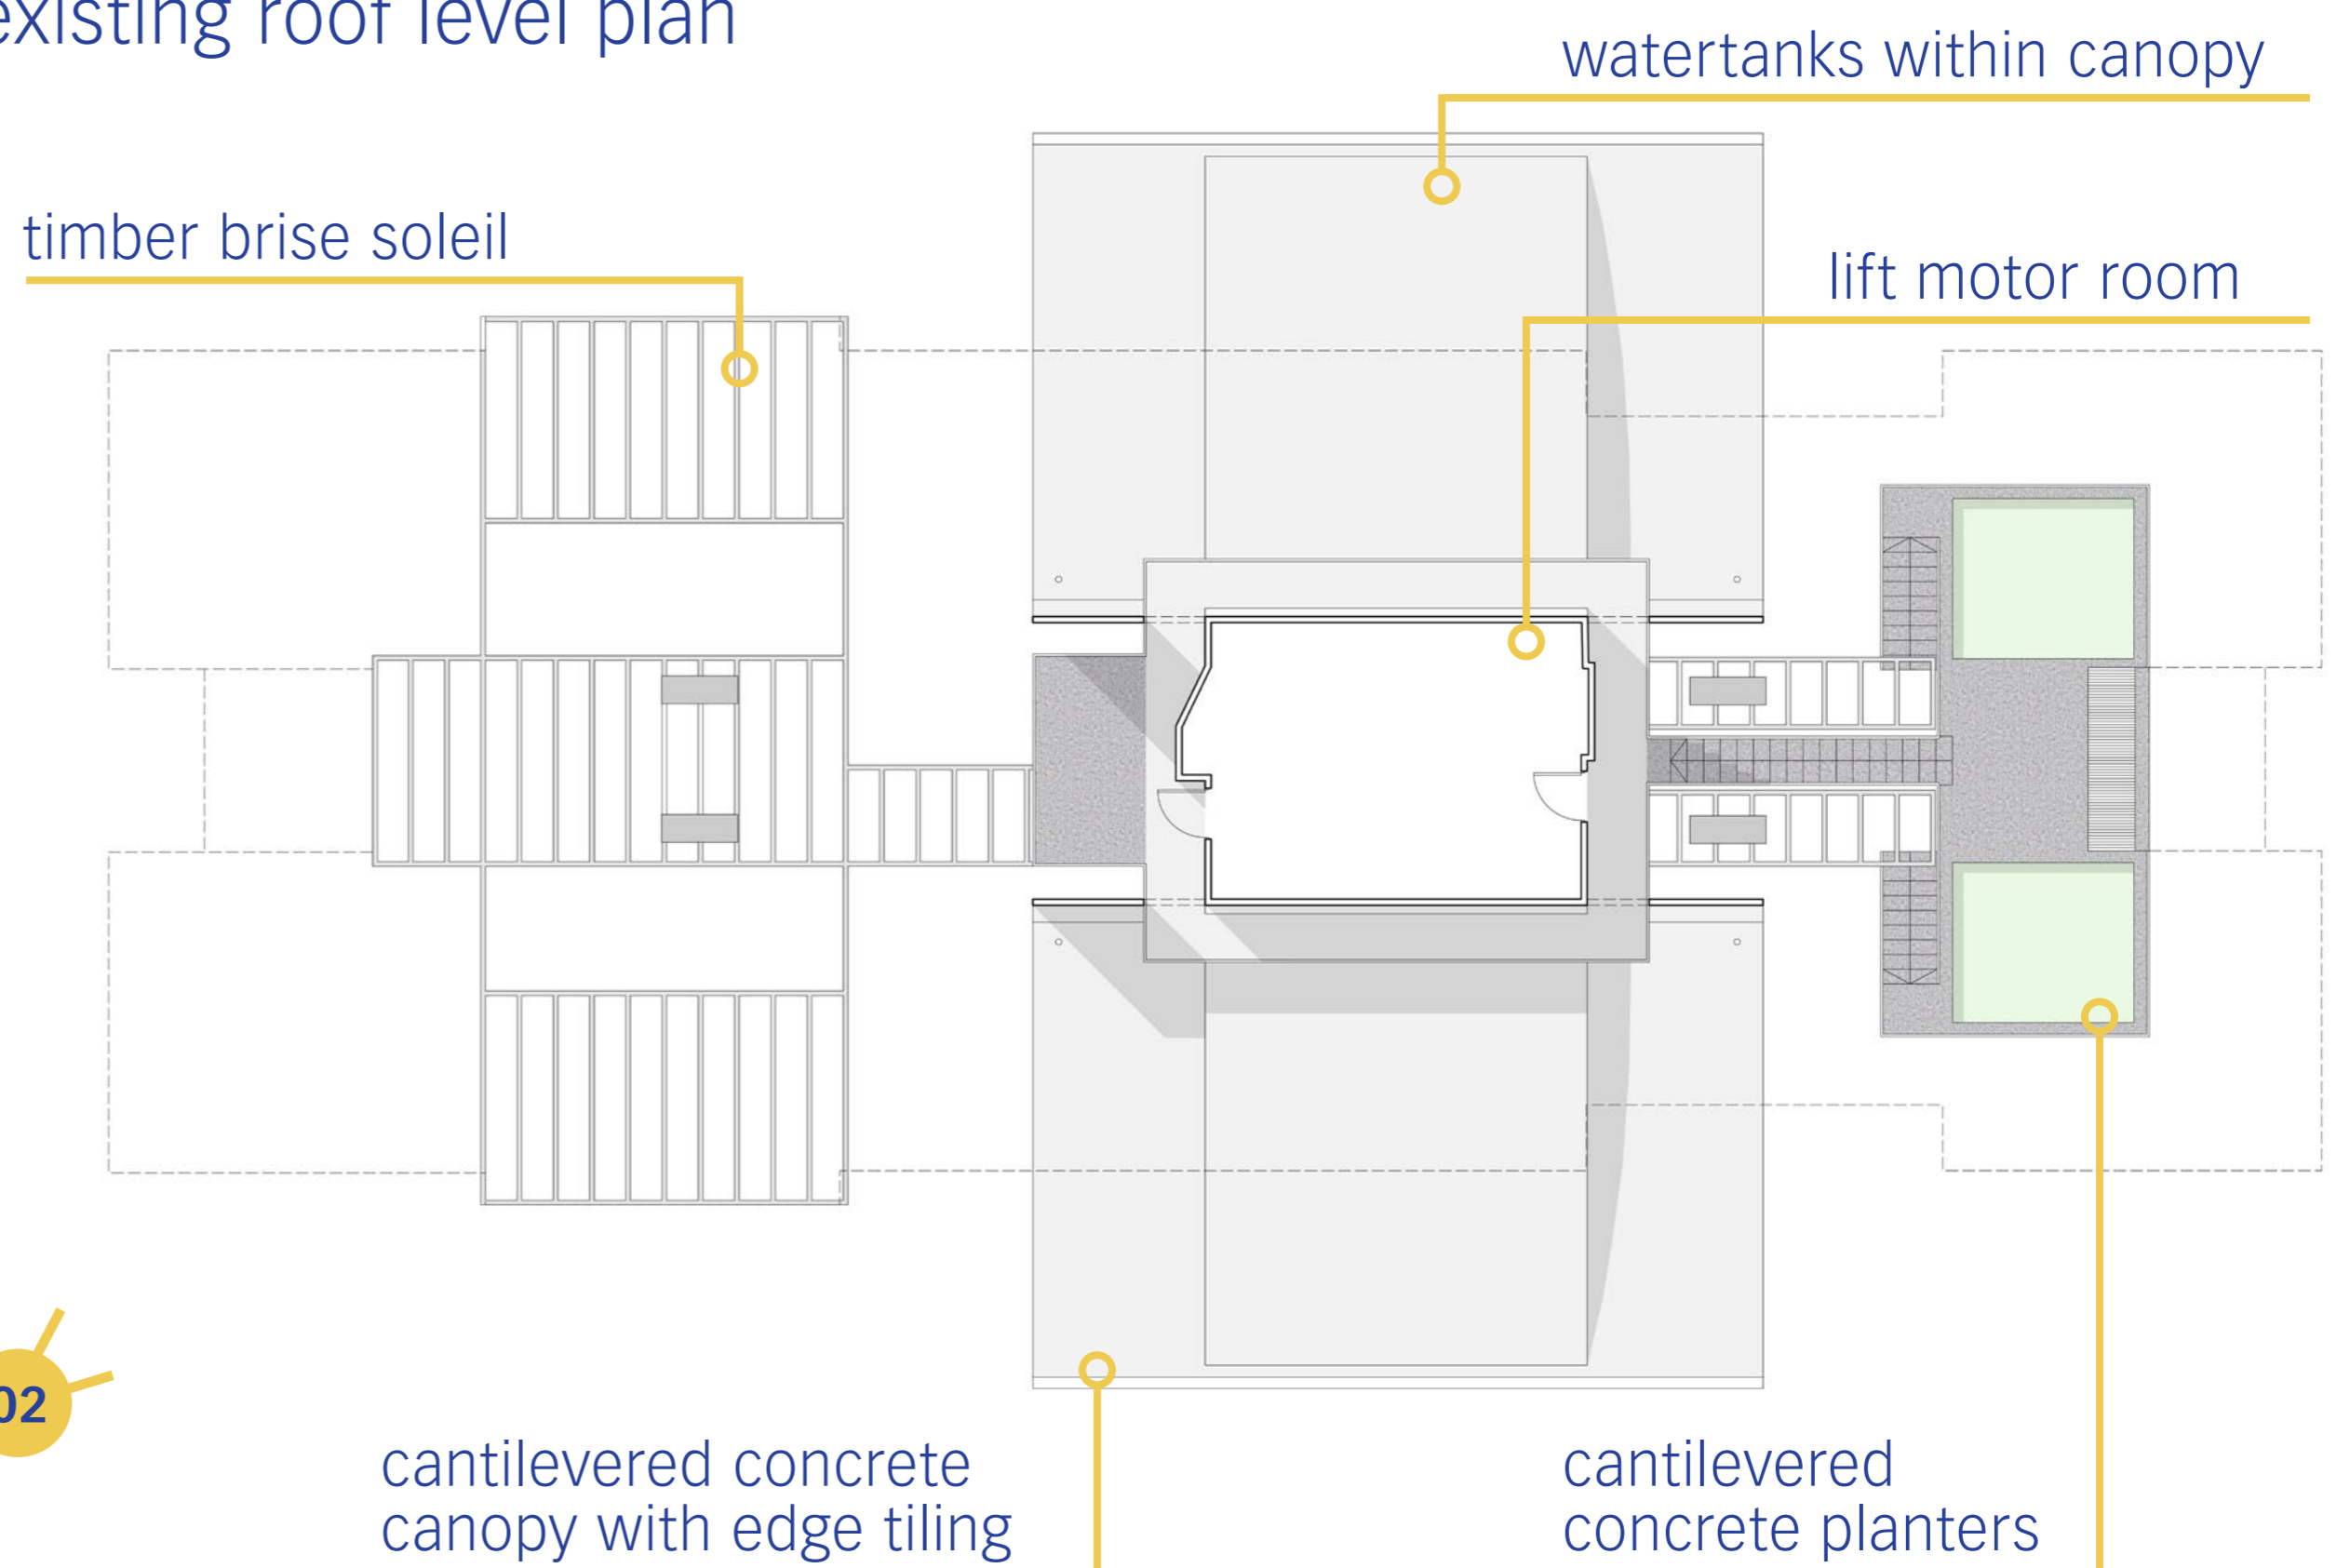 existing roof level plan
watertanks within canopy
timber brise soleil
lift motor room
02
cantilevered concrete
canopy with edge tiling
cantilevered
concrete planters